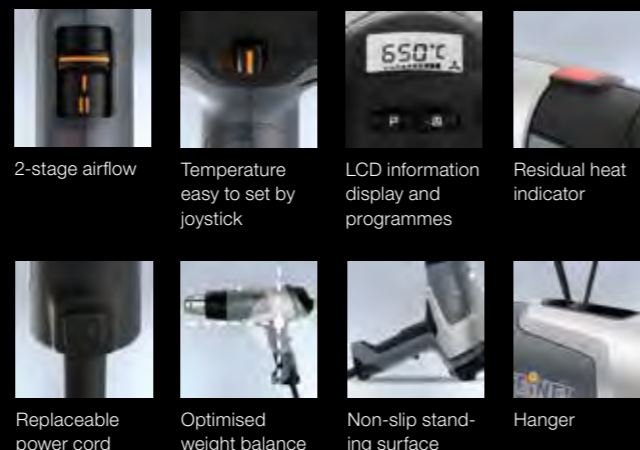 650°C
P
2-stage airflow
Temperature
easy to set by
joystick
LCD information
display and
programmes
Residual heat
indicator
Replaceable
power cord
Optimised
weight balance
Non-slip stand-
ing surface
Hanger